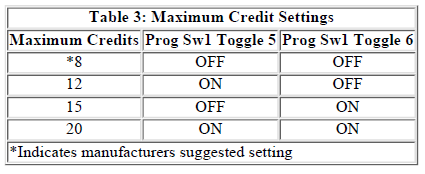 Table 3: Maximum Credit Settings
Maximum Credits Prog Sw1 Toggle 5 Prog Sw1 Toggle 6
*8 OFF OFF
12 ON OFF
15 OFF ON
20 ON ON
*Indicates manufacturers suggested setting